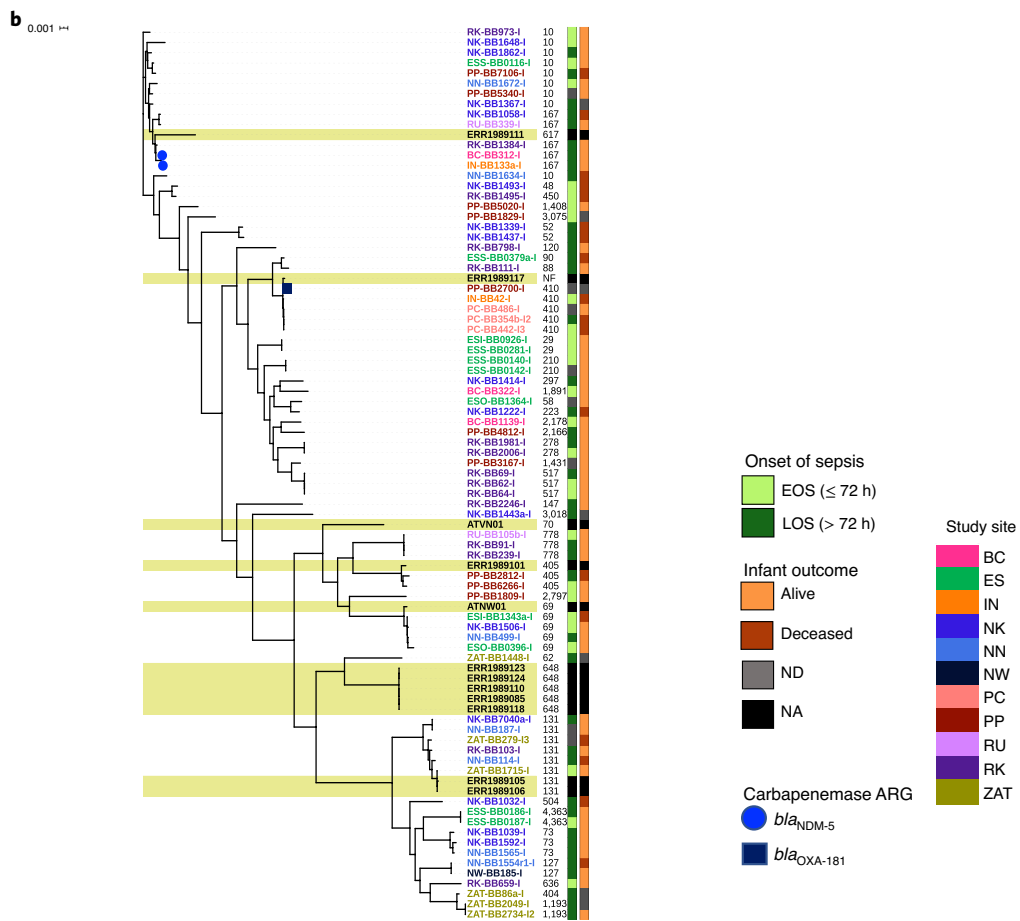 b
0.001
RK-BB973-I 10
NK-BB1648-I 10
NK-BB1862-I 10
ESS-BB0116-I 10
PP-BB7106-I 10
NN-BB1672-I 10
PP-BB5340-I 10
NK-BB1367-I 10
NK-BB1058-I 167
RU-BB339-I 167
ERR1989111 617
RK-BB1384-I 167
BC-BB312-I 167
IN-BB133a-I 167
NN-BB1634-I 10
NK-BB1493-I 48
RK-BB1495-I 450
PP-BB5020-I 1,408
PP-BB1829-I 3,075
NK-BB1339-I 52
NK-BB1437-I 52
RK-BB798-I 120
ESS-BB0379a-I 90
RK-BB111-I 88
ERR1989117 NF
PP-BB2700-I 410
IN-BB42-I 410
PC-BB486-I 410
PC-BB354b-I2 410
PC-BB442-I3 410
ESI-BB0926-I 29
ESS-BB0281-I 29
ESS-BB0140-I 210
ESS-BB0142-I 210
NK-BB1414-I 297
BC-BB322-I 1,891
ESO-BB1364-I 58
NK-BB1222-I 223
BC-BB1139-I 2,178
PP-BB4812-I 2,166
RK-BB1981-I 278
RK-BB2006-I 278
PP-BB3167-I 1,431
RK-BB69-I 517
RK-BB62-I 517
RK-BB64-I 517
RK-BB2246-I 147
NK-BB1443a-I 3,018
ATVN01 70
RU-BB105b-I 778
RK-BB91-I 778
RK-BB239-I 778
ERR1989101 405
PP-BB2812-I 405
PP-BB6266-I 405
PP-BB1809-I 2,797
ATNW01 69
ESI-BB1343a-I 69
NK-BB1506-I 69
NN-BB499-I 69
ESO-BB0396-I 69
ZAT-BB1448-I 62
ERR1989123 648
ERR1989124 648
ERR1989110 648
ERR1989085 648
ERR1989118 648
NK-BB7040a-I 131
NN-BB187-I 131
ZAT-BB279-I3 131
RK-BB103-I 131
NN-BB114-I 131
ZAT-BB1715-I 131
ERR1989105 131
ERR1989106 131
NK-BB1032-I 504
ESS-BB0186-I 4,363
ESS-BB0187-I 4,363
NK-BB1039-I 73
NK-BB1592-I 73
NN-BB1565-I 73
NN-BB1554r1-I 127
NW-BB185-I 127
RK-BB659-I 636
ZAT-BB86a-I 404
ZAT-BB2049-I 1,193
ZAT-BB2734-I2 1,193
Onset of sepsis
EOS (≤ 72 h)
LOS (> 72 h)
Infant outcome
Alive
Deceased
ND
NA
Carbapenemase ARG
bla NDM-5
bla OXA-181
Study site
BC
ES
IN
NK
NN
NW
PC
PP
RU
RK
ZAT